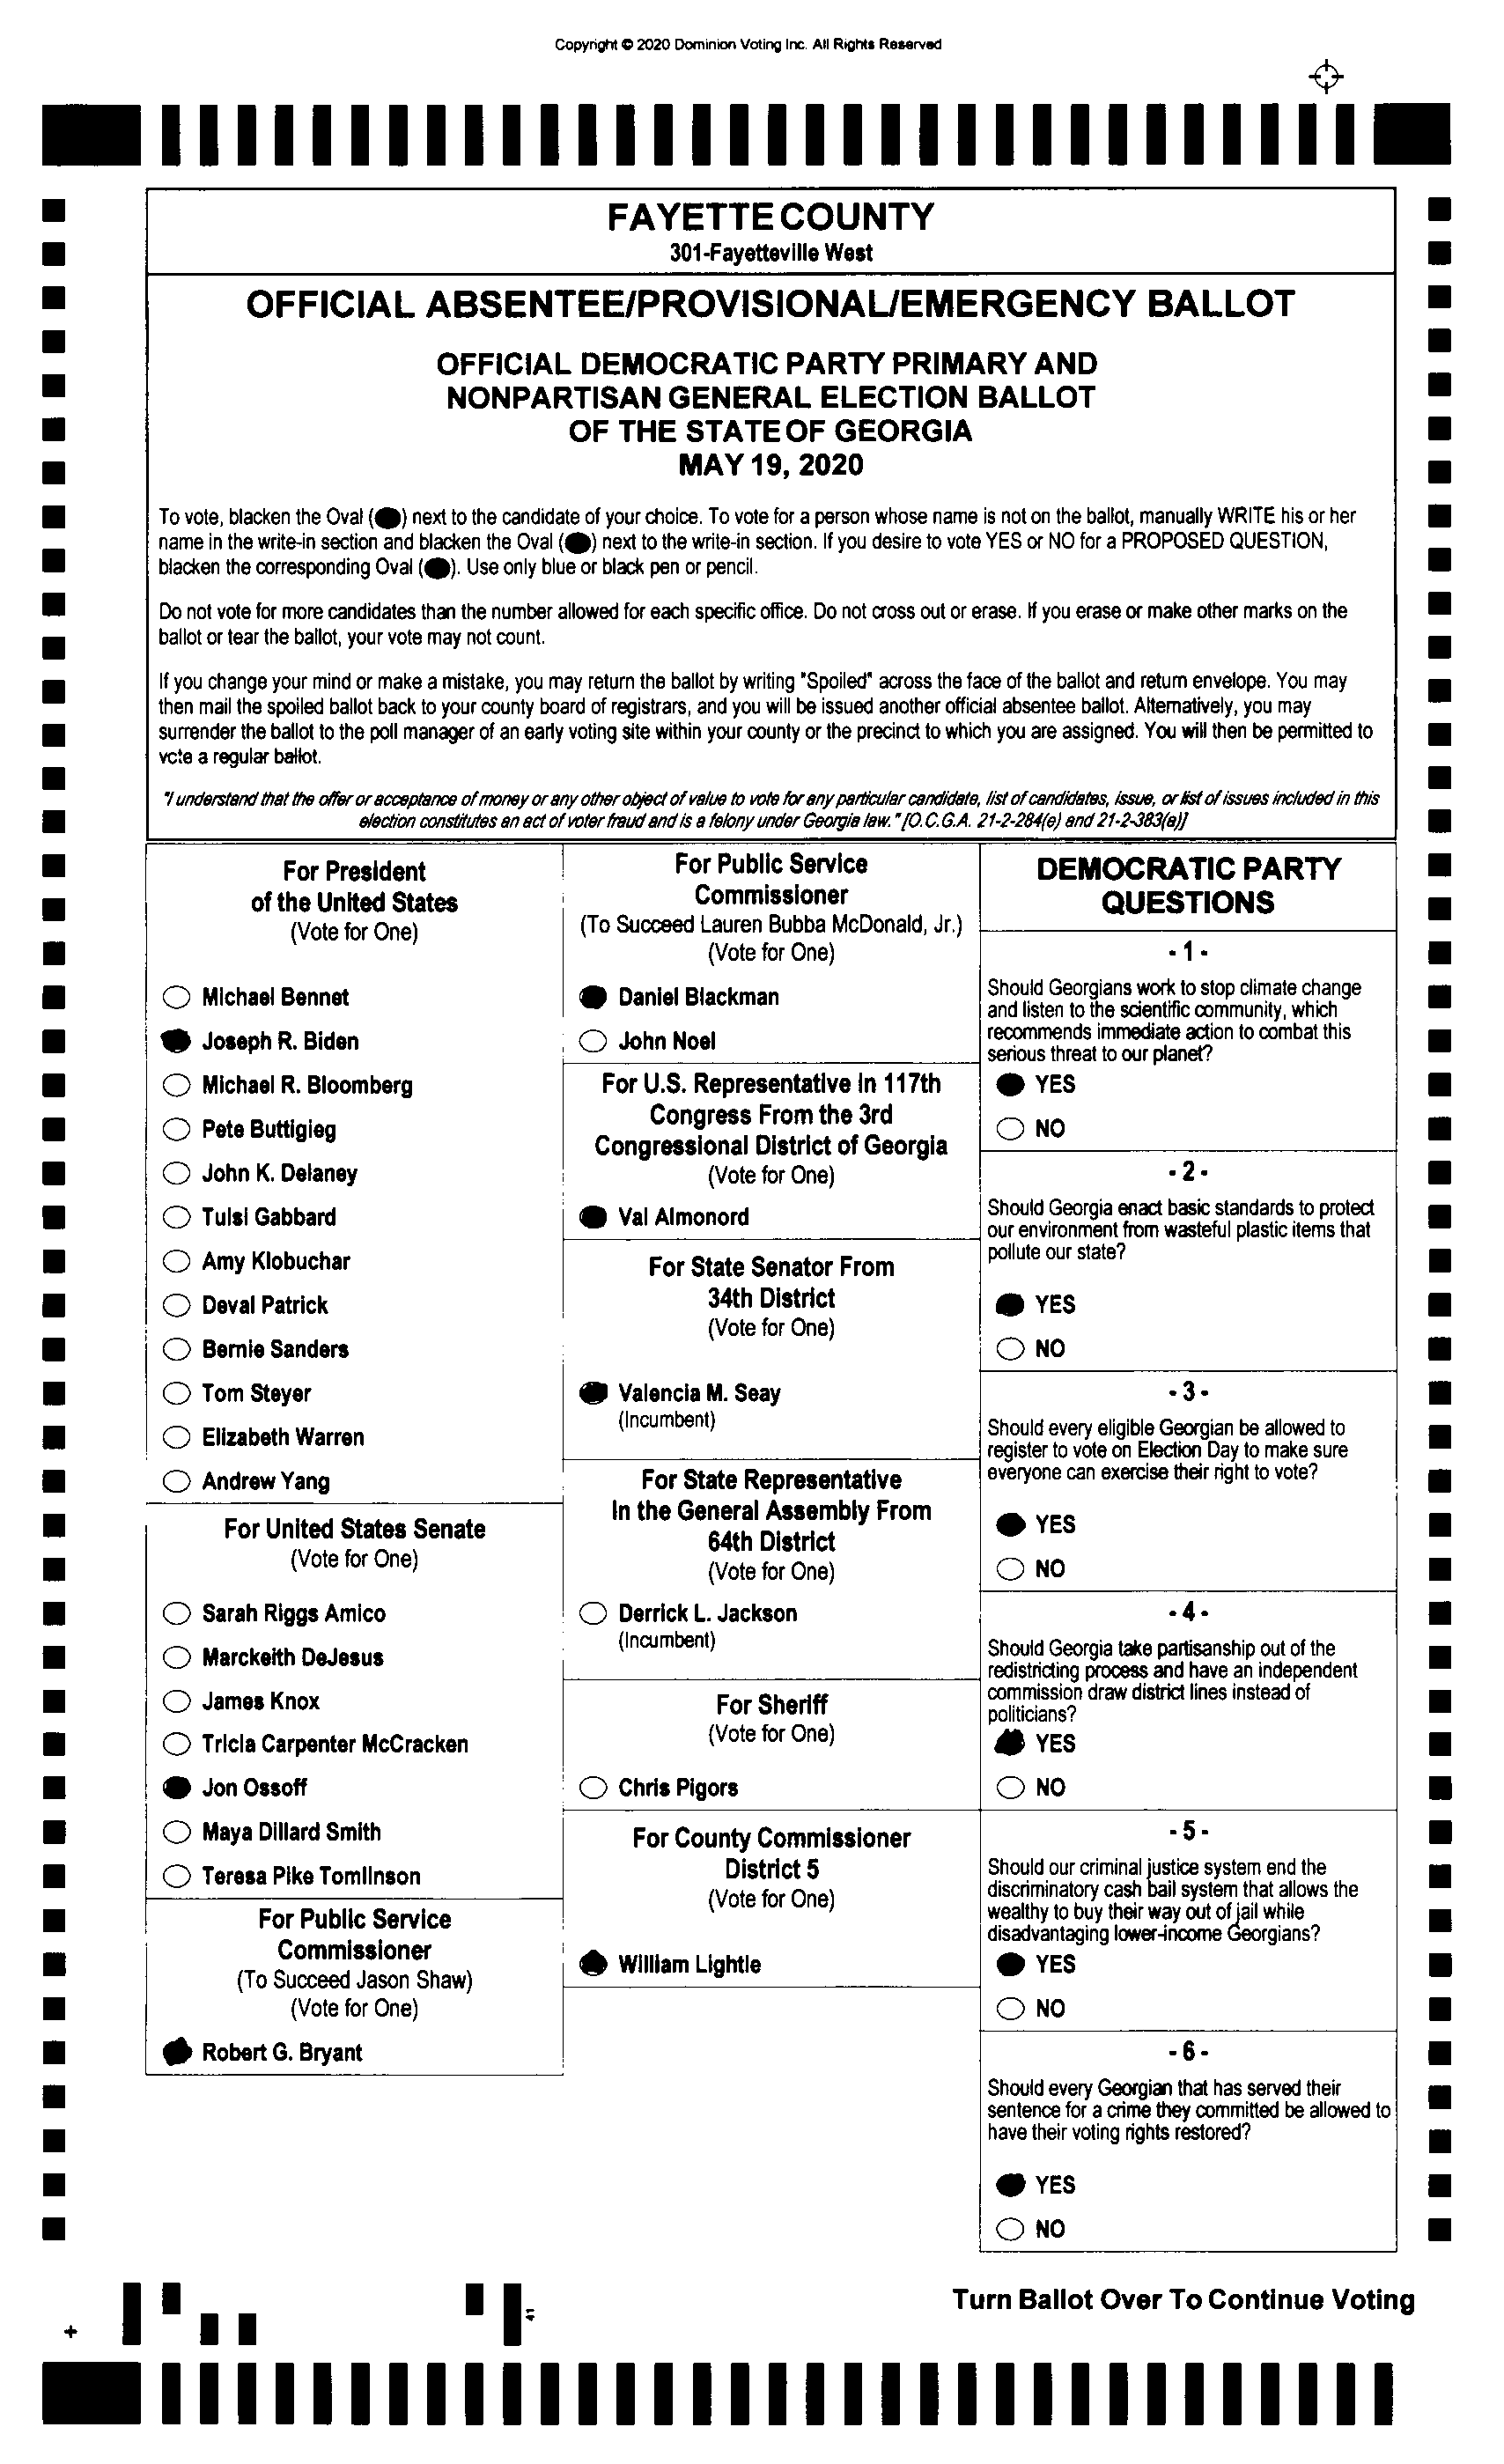 Copyright © 2020 Dominion Voting Inc. All Rights Reserved
FAYETTE COUNTY
301-Fayetteville West
OFFICIAL ABSENTEE/PROVISIONAL/EMERGENCY BALLOT
OFFICIAL DEMOCRATIC PARTY PRIMARY AND
NONPARTISAN GENERAL ELECTION BALLOT
OF THE STATE OF GEORGIA
MAY 19, 2020
To vote, blacken the Oval (●) next to the candidate of your choice. To vote for a person whose name is not on the ballot, manually WRITE his or her
name in the write-in section and blacken the Oval (●) next to the write-in section. If you desire to vote YES or NO for a PROPOSED QUESTION,
blacken the corresponding Oval (●). Use only blue or black pen or pencil.
Do not vote for more candidates than the number allowed for each specific office. Do not cross out or erase. If you erase or make other marks on the
ballot or tear the ballot, your vote may not count.
If you change your mind or make a mistake, you may return the ballot by writing "Spoiled" across the face of the ballot and return envelope. You may
then mail the spoiled ballot back to your county board of registrars, and you will be issued another official absentee ballot. Alternatively, you may
surrender the ballot to the poll manager of an early voting site within your county or the precinct to which you are assigned. You will then be permitted to
vote a regular ballot.
"I understand that the offer or acceptance of money or any other object of value to vote for any particular candidate, list of candidates, issue, or list of issues included in this
election constitutes an act of voter fraud and is a felony under Georgia law." [O.C.G.A. 21-2-284(e) and 21-2-383(a)]
For President
of the United States
(Vote for One)
Michael Bennet
Joseph R. Biden
Michael R. Bloomberg
Pete Buttigieg
John K. Delaney
Tulsi Gabbard
Amy Klobuchar
Deval Patrick
Bernie Sanders
Tom Steyer
Elizabeth Warren
Andrew Yang
For United States Senate
(Vote for One)
Sarah Riggs Amico
Marckeith DeJesus
James Knox
Tricia Carpenter McCracken
Jon Ossoff
Maya Dillard Smith
Teresa Pike Tomlinson
For Public Service
Commissioner
(To Succeed Jason Shaw)
(Vote for One)
Robert G. Bryant
For Public Service
Commissioner
(To Succeed Lauren Bubba McDonald, Jr.)
(Vote for One)
Daniel Blackman
John Noel
For U.S. Representative in 117th
Congress From the 3rd
Congressional District of Georgia
(Vote for One)
Val Almonord
For State Senator From
34th District
(Vote for One)
Valencia M. Seay
(Incumbent)
For State Representative
In the General Assembly From
64th District
(Vote for One)
Derrick L. Jackson
(Incumbent)
For Sheriff
(Vote for One)
Chris Pigors
For County Commissioner
District 5
(Vote for One)
William Lightle
DEMOCRATIC PARTY
QUESTIONS
- 1 -
Should Georgians work to stop climate change
and listen to the scientific community, which
recommends immediate action to combat this
serious threat to our planet?
YES
NO
- 2 -
Should Georgia enact basic standards to protect
our environment from wasteful plastic items that
pollute our state?
YES
NO
- 3 -
Should every eligible Georgian be allowed to
register to vote on Election Day to make sure
everyone can exercise their right to vote?
YES
NO
- 4 -
Should Georgia take partisanship out of the
redistricting process and have an independent
commission draw district lines instead of
politicians?
YES
NO
- 5 -
Should our criminal justice system end the
discriminatory cash bail system that allows the
wealthy to buy their way out of jail while
disadvantaging lower-income Georgians?
YES
NO
- 6 -
Should every Georgian that has served their
sentence for a crime they committed be allowed to
have their voting rights restored?
YES
NO
Turn Ballot Over To Continue Voting